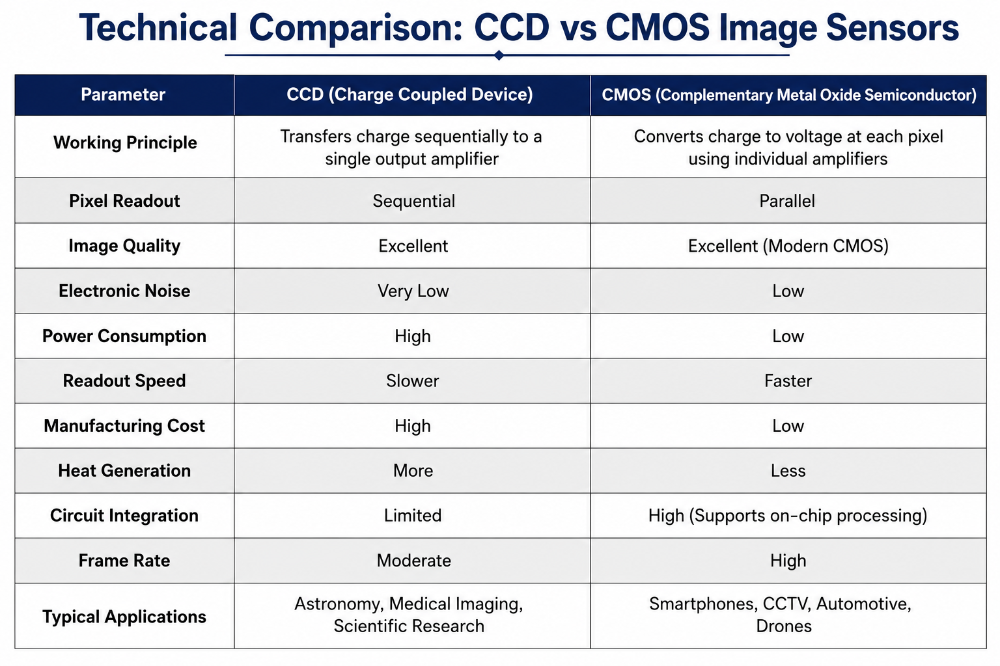 Technical Comparison: CCD vs CMOS Image Sensors
Parameter
CCD (Charge Coupled Device)
CMOS (Complementary Metal Oxide Semiconductor)
Working Principle
Transfers charge sequentially to a
single output amplifier
Converts charge to voltage at each pixel
using individual amplifiers
Pixel Readout
Sequential
Parallel
Image Quality
Excellent
Excellent (Modern CMOS)
Electronic Noise
Very Low
Low
Power Consumption
High
Low
Readout Speed
Slower
Faster
Manufacturing Cost
High
Low
Heat Generation
More
Less
Circuit Integration
Limited
High (Supports on-chip processing)
Frame Rate
Moderate
High
Typical Applications
Astronomy, Medical Imaging,
Scientific Research
Smartphones, CCTV, Automotive,
Drones